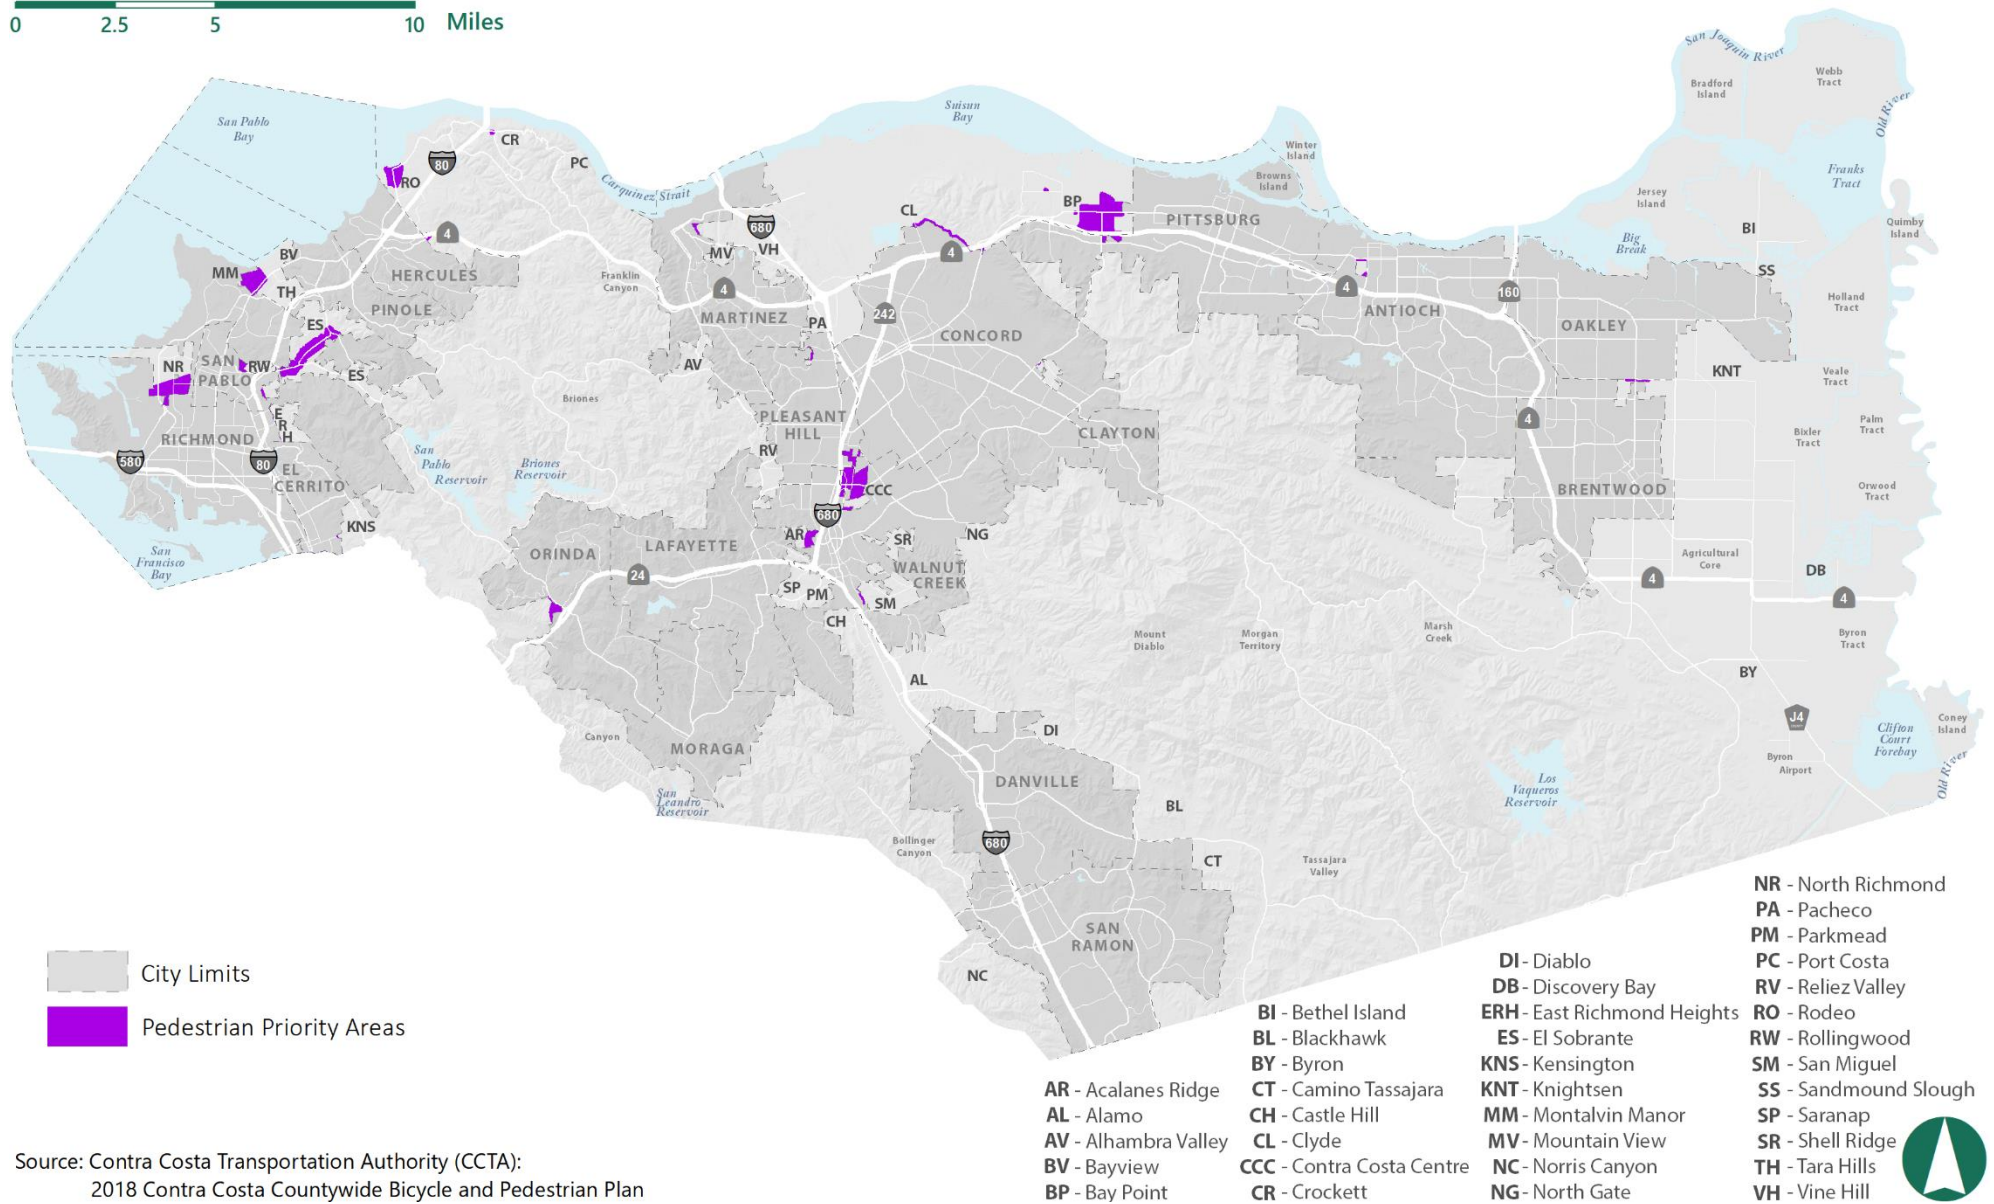 0 2.5 5 10 Miles
San Joaquin River
Webb
Tract
Bradford
Island
Old River
San Pablo
Bay
Suisun
Bay
CR
80
PC
RO
Carquinez Strait
Winter
Island
Browns
Island
Franks
Tract
Jersey
Island
BI
Quimby
Island
Big
Break
CL
BP
PITTSBURG
680
4
MV
VH
4
BV
MM
TH
HERCULES
Franklin
Canyon
4
SS
Holland
Tract
PINOLE
MARTINEZ
PA
242
CONCORD
4
ANTIOCH
160
OAKLEY
ES
NR
SAN
PABLO
RW
ES
AV
KNT
Veale
Tract
Briones
E
R
H
PLEASANT
HILL
CLAYTON
4
Bixler
Tract
Palm
Tract
RICHMOND
580
80
EL
CERRITO
San
Pablo
Reservoir
Briones
Reservoir
RV
CCC
BRENTWOOD
Orwood
Tract
KNS
680
AR
SR
NG
ORINDA
LAFAYETTE
WALNUT
CREEK
San
Francisco
Bay
24
SP
PM
SM
CH
Agricultural
Core
DB
4
4
Mount
Diablo
Morgan
Territory
Marsh
Creek
Byron
Tract
AL
BY
Canyon
MORAGA
DI
J4
Clifton
Court
Forebay
Coney
Island
Old River
Byron
Airport
DANVILLE
San
Leandro
Reservoir
BL
Los
Vaqueros
Reservoir
Bollinger
Canyon
680
CT
Tassajara
Valley
SAN
RAMON
NC
City Limits
Pedestrian Priority Areas
AR - Acalanes Ridge
AL - Alamo
AV - Alhambra Valley
BV - Bayview
BP - Bay Point
BI - Bethel Island
BL - Blackhawk
BY - Byron
CT - Camino Tassajara
CH - Castle Hill
CL - Clyde
CCC - Contra Costa Centre
CR - Crockett
DI - Diablo
DB - Discovery Bay
ERH - East Richmond Heights
ES - El Sobrante
KNS - Kensington
KNT - Knightsen
MM - Montalvin Manor
MV - Mountain View
NC - Norris Canyon
NG - North Gate
NR - North Richmond
PA - Pacheco
PM - Parkmead
PC - Port Costa
RV - Reliez Valley
RO - Rodeo
RW - Rollingwood
SM - San Miguel
SS - Sandmound Slough
SP - Saranap
SR - Shell Ridge
TH - Tara Hills
VH - Vine Hill
Source: Contra Costa Transportation Authority (CCTA):
2018 Contra Costa Countywide Bicycle and Pedestrian Plan